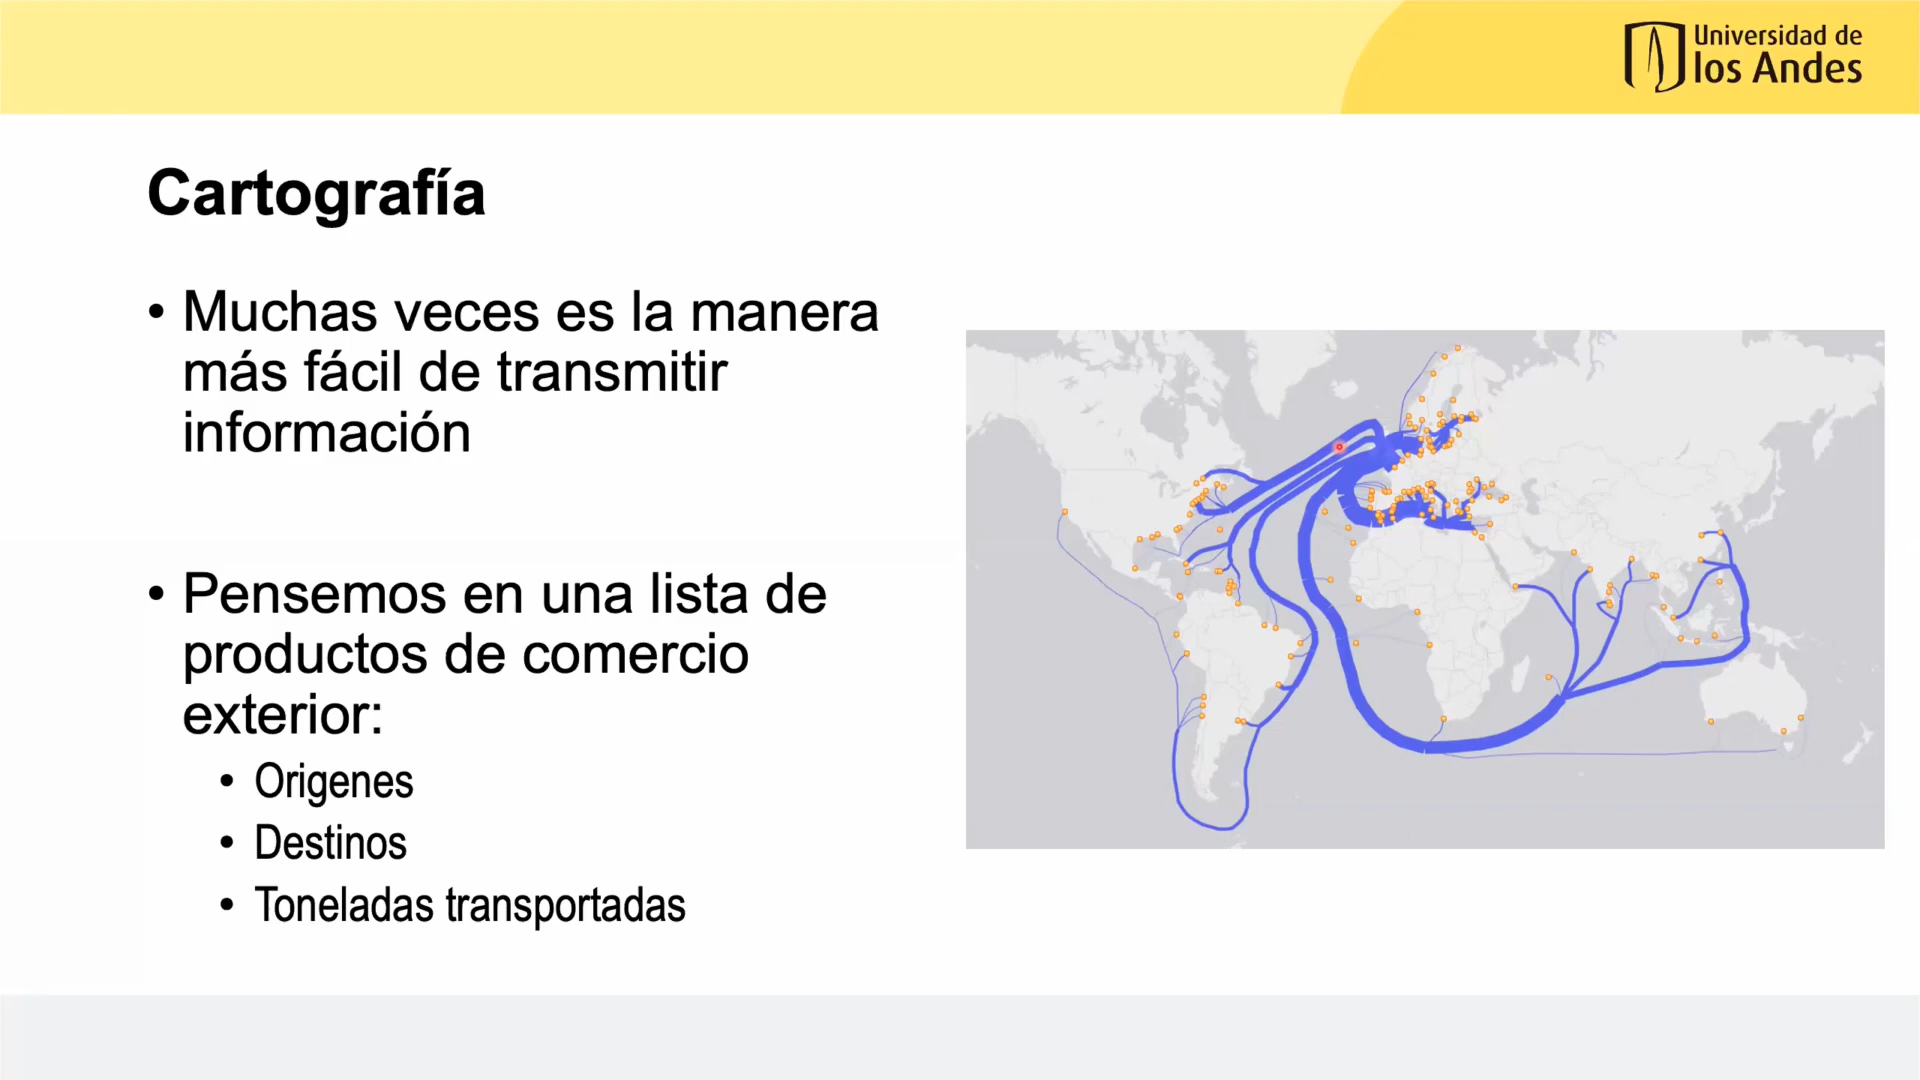 Universidad de
los Andes
Cartografía
• Muchas veces es la manera
más fácil de transmitir
información
• Pensemos en una lista de
productos de comercio
exterior:
• Origenes
• Destinos
• Toneladas transportadas